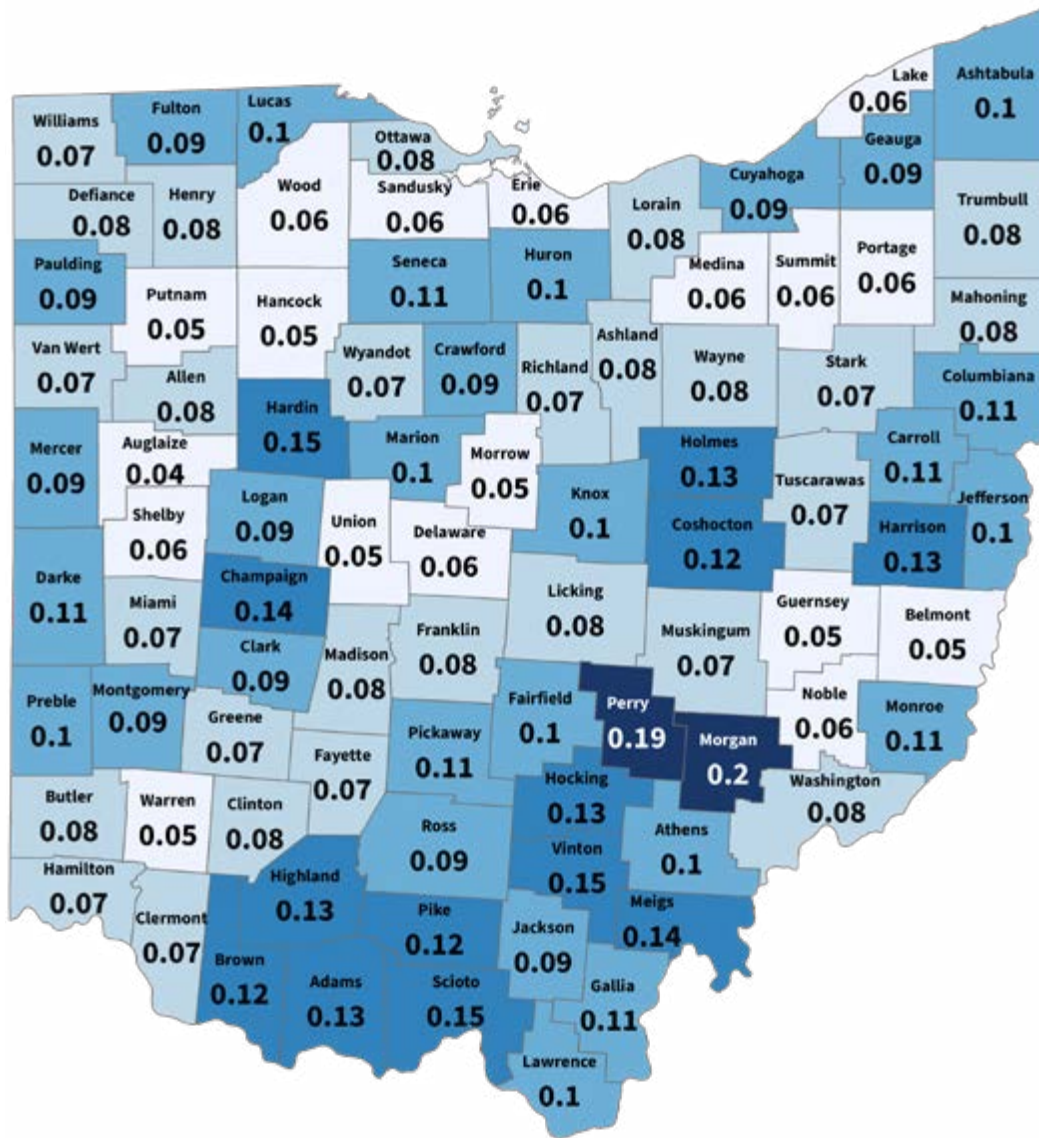 Lake
0.06
Ashtabula
0.1
Williams
0.07
Fulton
0.09
Lucas
0.1
Ottawa
0.08
Geauga
0.09
Cuyahoga
0.09
Defiance
0.08
Henry
0.08
Wood
0.06
Sandusky
0.06
Erie
0.06
Lorain
0.08
Trumbull
0.08
Paulding
0.09
Seneca
0.11
Huron
0.1
Medina
0.06
Summit
0.06
Portage
0.06
Putnam
0.05
Hancock
0.05
Mahoning
0.08
Van Wert
0.07
Allen
0.08
Wyandot
0.07
Crawford
0.09
Richland
0.07
Ashland
0.08
Wayne
0.08
Stark
0.07
Columbiana
0.11
Hardin
0.15
Mercer
0.09
Auglaize
0.04
Marion
0.1
Morrow
0.05
Holmes
0.13
Carroll
0.11
Tuscarawas
0.07
Logan
0.09
Knox
0.1
Jefferson
0.1
Shelby
0.06
Union
0.05
Delaware
0.06
Coshocton
0.12
Harrison
0.13
Darke
0.11
Champaign
0.14
Miami
0.07
Licking
0.08
Guernsey
0.05
Belmont
0.05
Franklin
0.08
Muskingum
0.07
Clark
0.09
Madison
0.08
Preble
0.1
Montgomery
0.09
Greene
0.07
Fairfield
0.1
Perry
0.19
Noble
0.06
Monroe
0.11
Pickaway
0.11
Morgan
0.2
Fayette
0.07
Hocking
0.13
Washington
0.08
Butler
0.08
Warren
0.05
Clinton
0.08
Ross
0.09
Athens
0.1
Vinton
0.15
Hamilton
0.07
Highland
0.13
Meigs
0.14
Clermont
0.07
Pike
0.12
Jackson
0.09
Brown
0.12
Adams
0.13
Scioto
0.15
Gallia
0.11
Lawrence
0.1